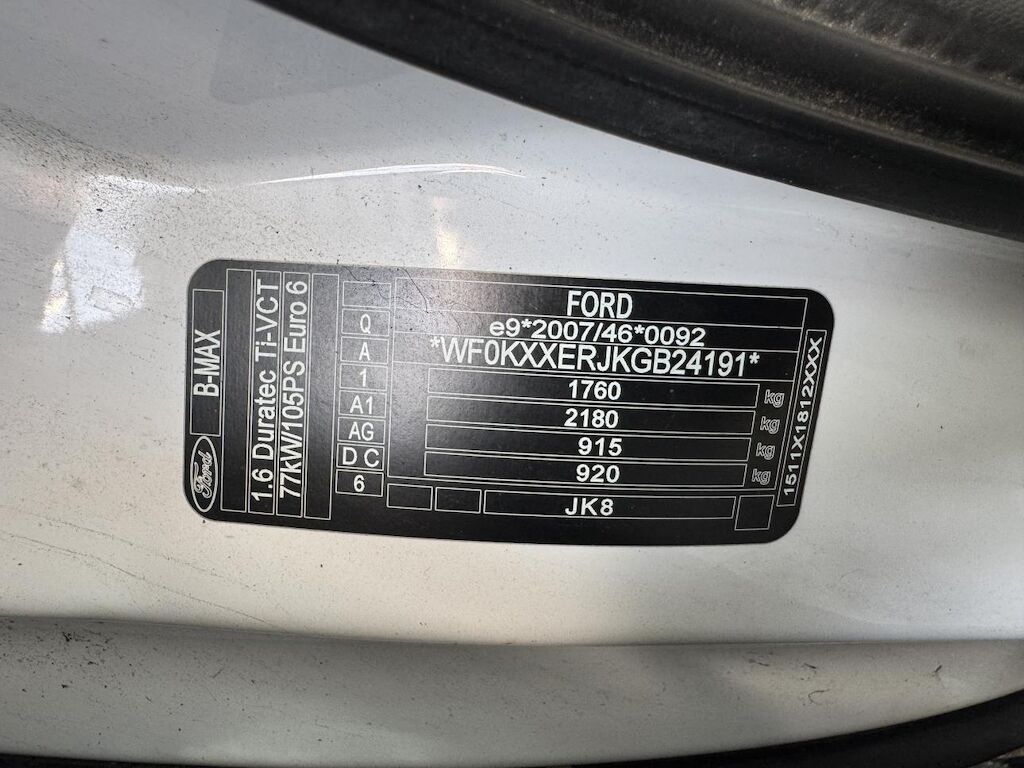 Ford
B-MAX
1.6 Duratec Ti-VCT
77kW/105PS Euro 6
Q
A
1
A1
AG
D C
6
FORD
e9*2007/46*0092
*WF0KXXERJKGB24191*
1760 kg
2180 kg
915 kg
920 kg
JK8
1511X1812XXX